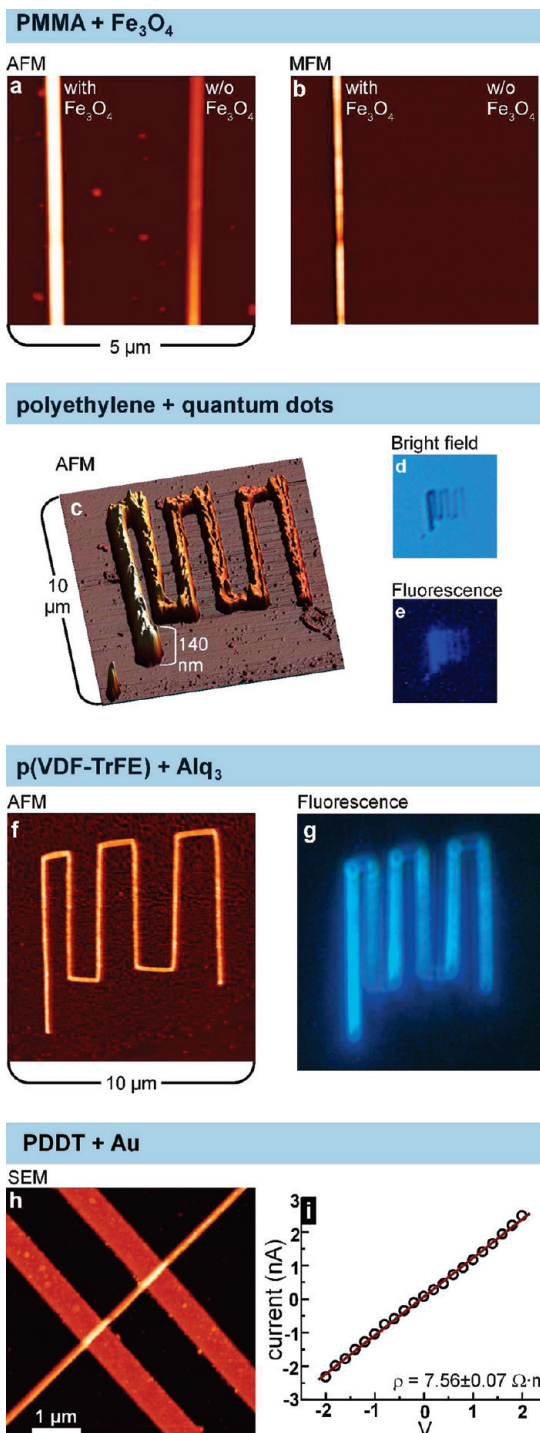 PMMA + Fe₃O₄
AFM
MFM
a
with
Fe₃O₄
w/o
Fe₃O₄
b
with
Fe₃O₄
w/o
Fe₃O₄
5 µm
polyethylene + quantum dots
AFM
c
10
µm
140
nm
Bright field
d
Fluorescence
e
p(VDF-TrFE) + Alq₃
AFM
f
10 µm
Fluorescence
g
PDDT + Au
SEM
h
1 µm
i
current (nA)
3
2
1
0
-1
-2
-3
ρ = 7.56±0.07 Ω·m
-2 -1 0 1 2
V